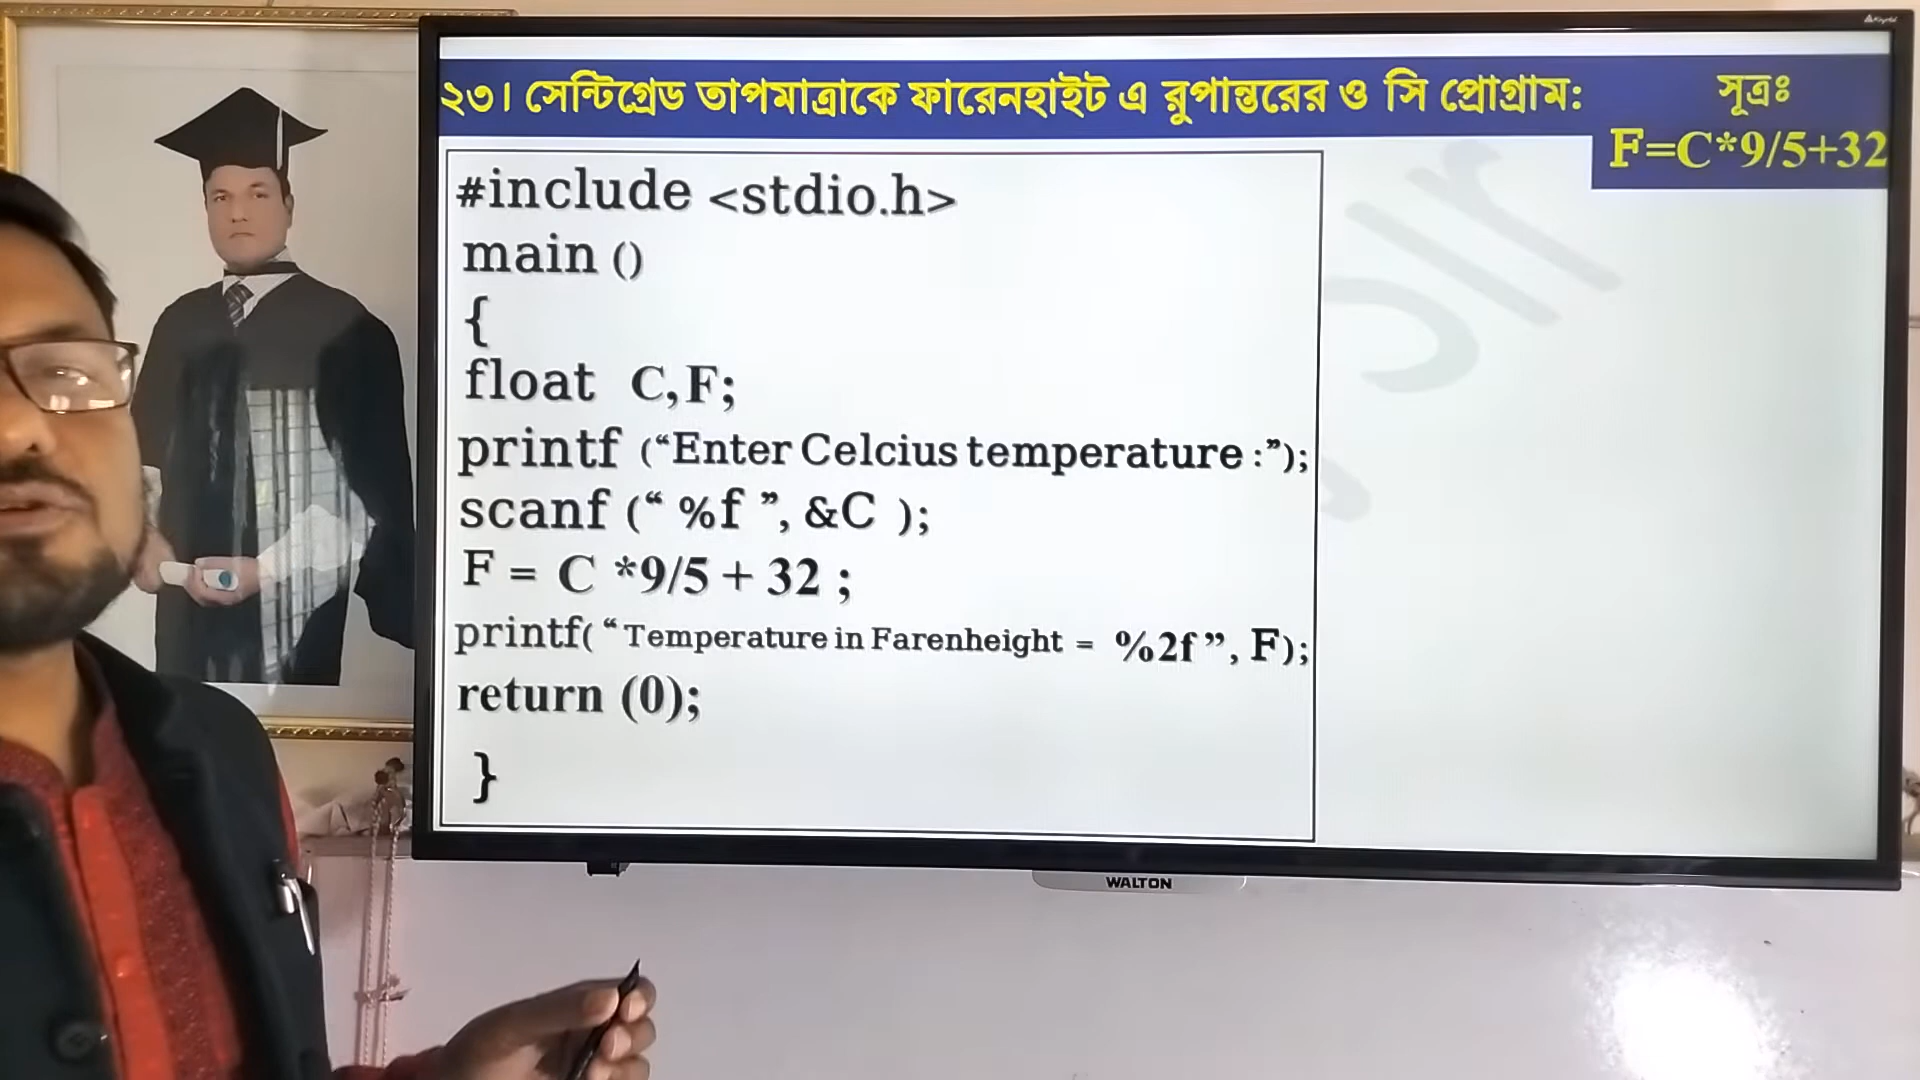 ২৩। সেন্টিগ্রেড তাপমাত্রাকে ফারেনহাইট এ রুপান্তরের ও সি প্রোগ্রাম:
সূত্রঃ
F=C*9/5+32
#include <stdio.h>
main ()
{
float C,F;
printf (“Enter Celcius temperature :”);
scanf (“ %f ”, &C );
F = C *9/5 + 32 ;
printf( “ Temperature in Farenheight = %2f ”, F);
return (0);
}
WALTON